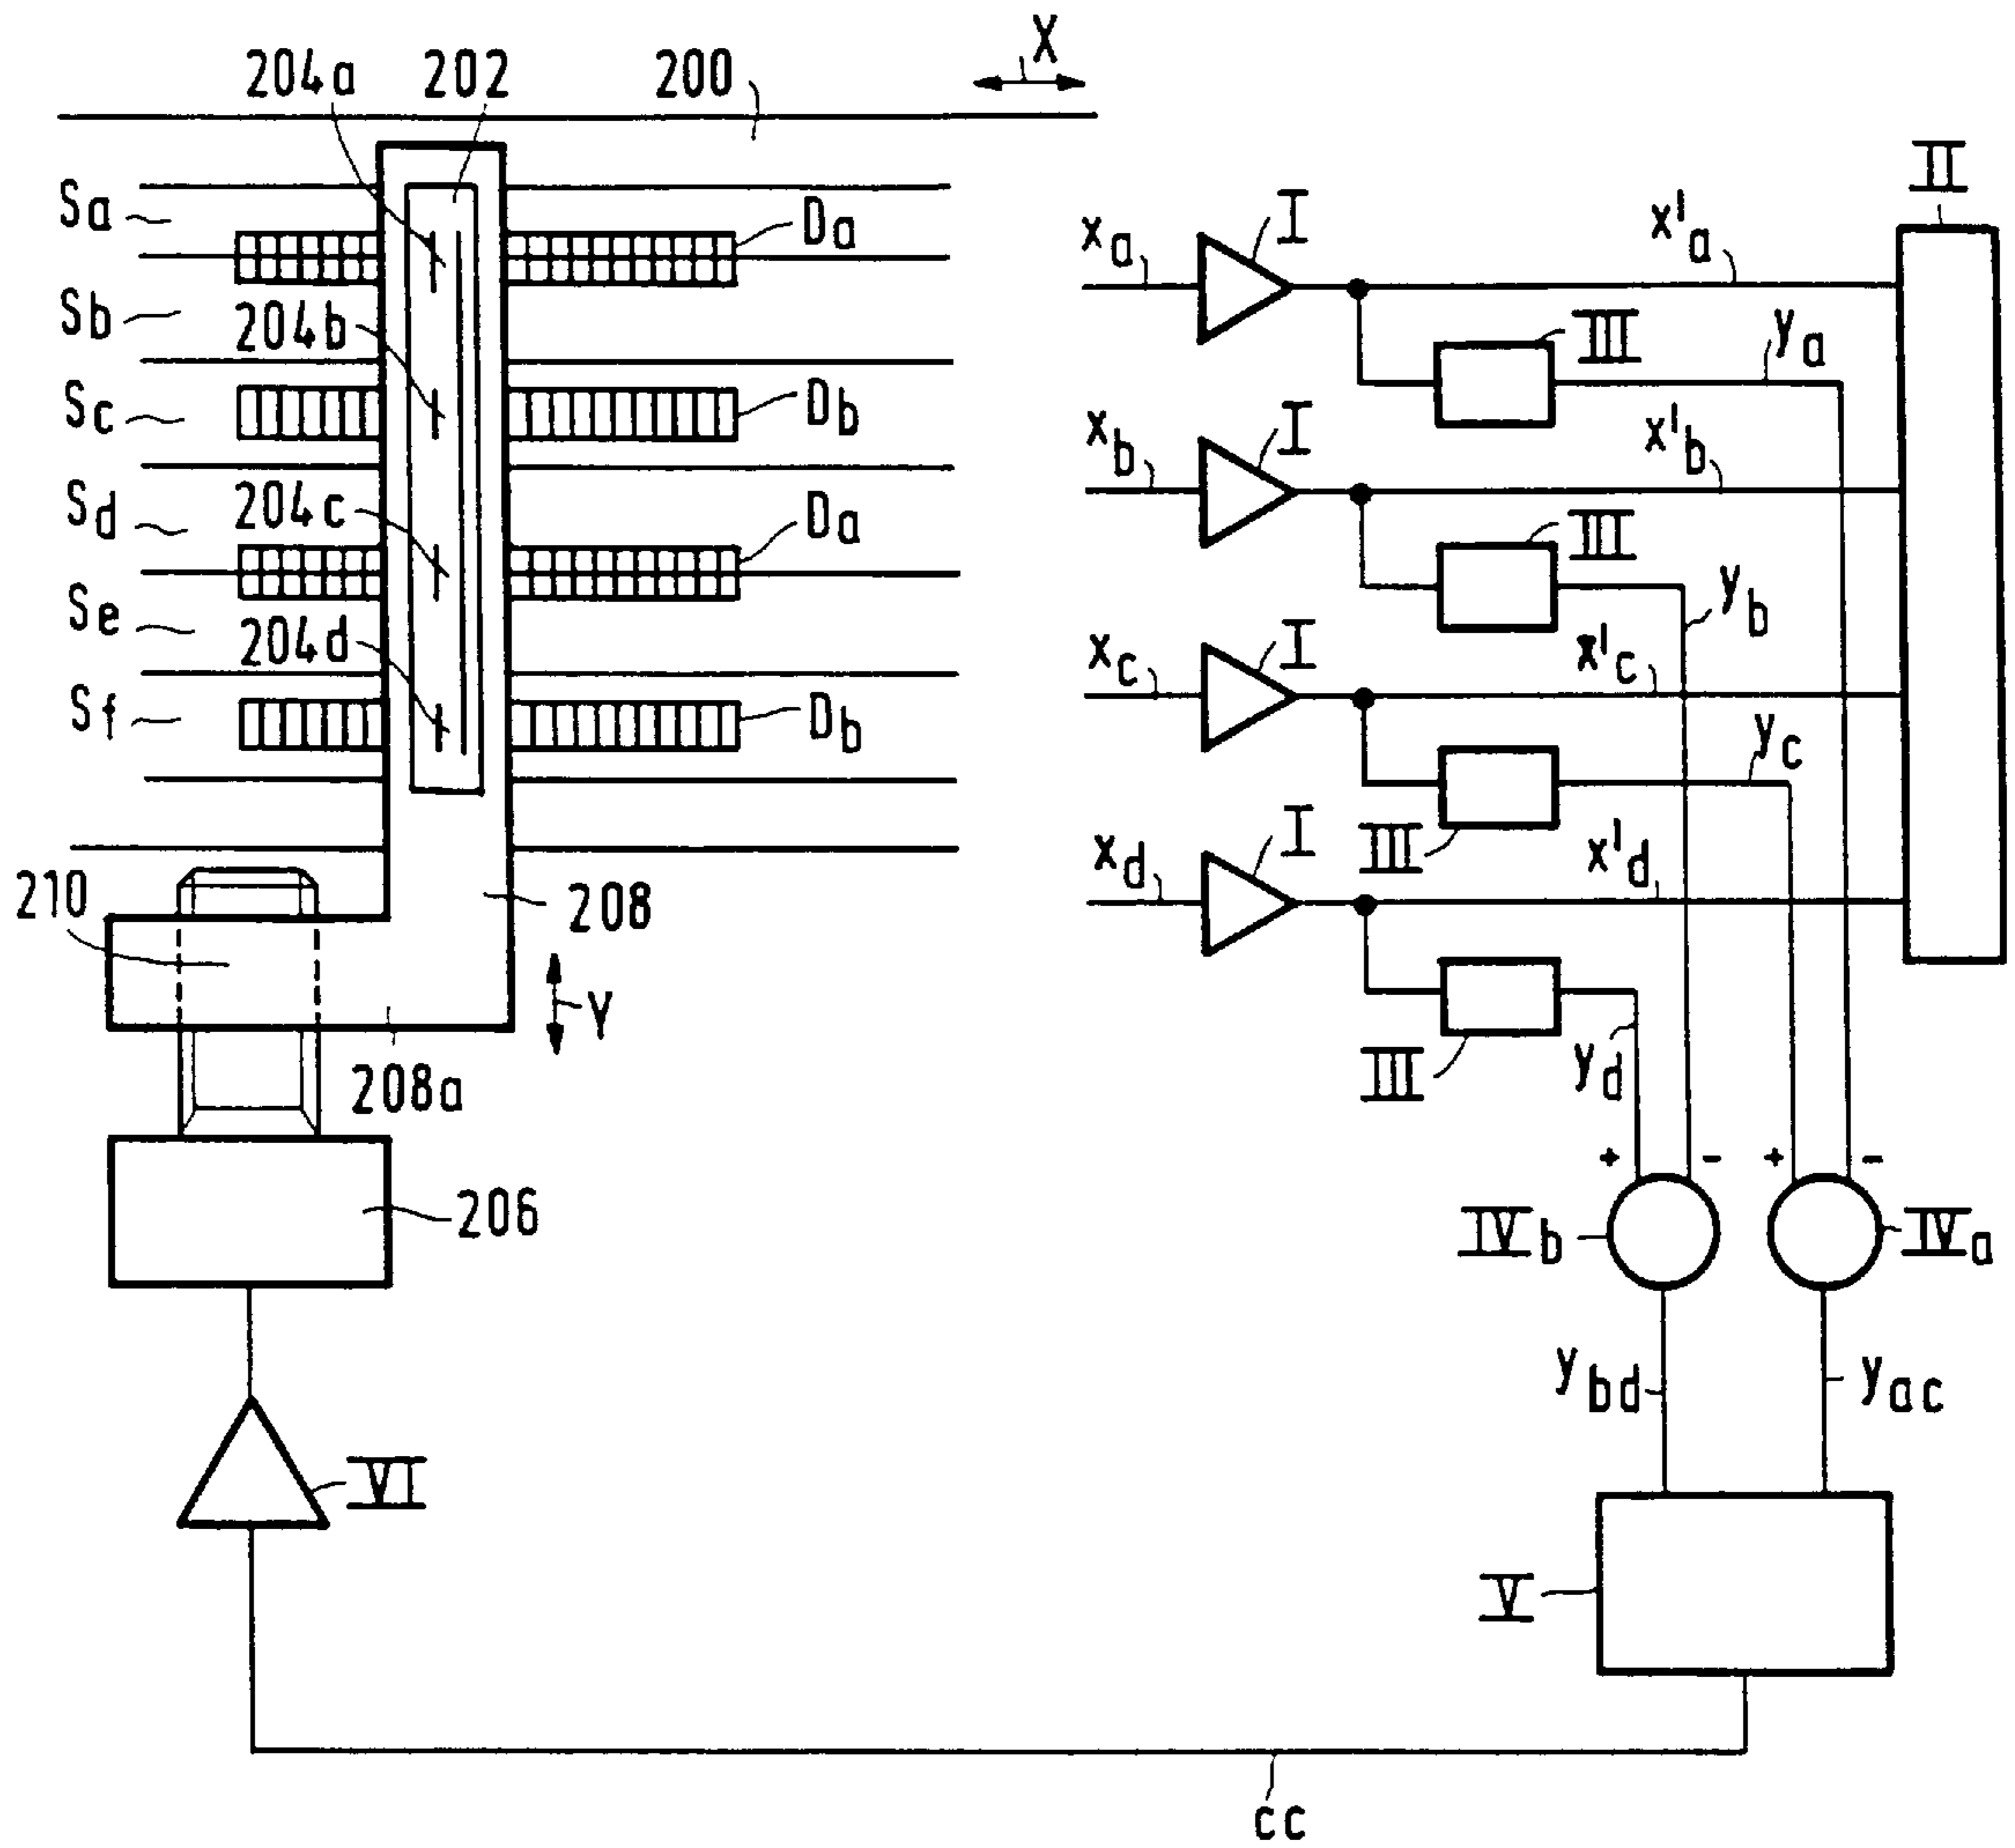 X
204a 202 200
II
Sa Da xa I x'a
Sb 204b III ya
Sc Db xb I x'b
Sd 204c Da III yb
Se 204d xc I x'c
Sf Db yc
III
xd I x'd
210 208
Y
208a III yd
+ - + -
206 IVb IVa
ybd yac
VI
V
cc